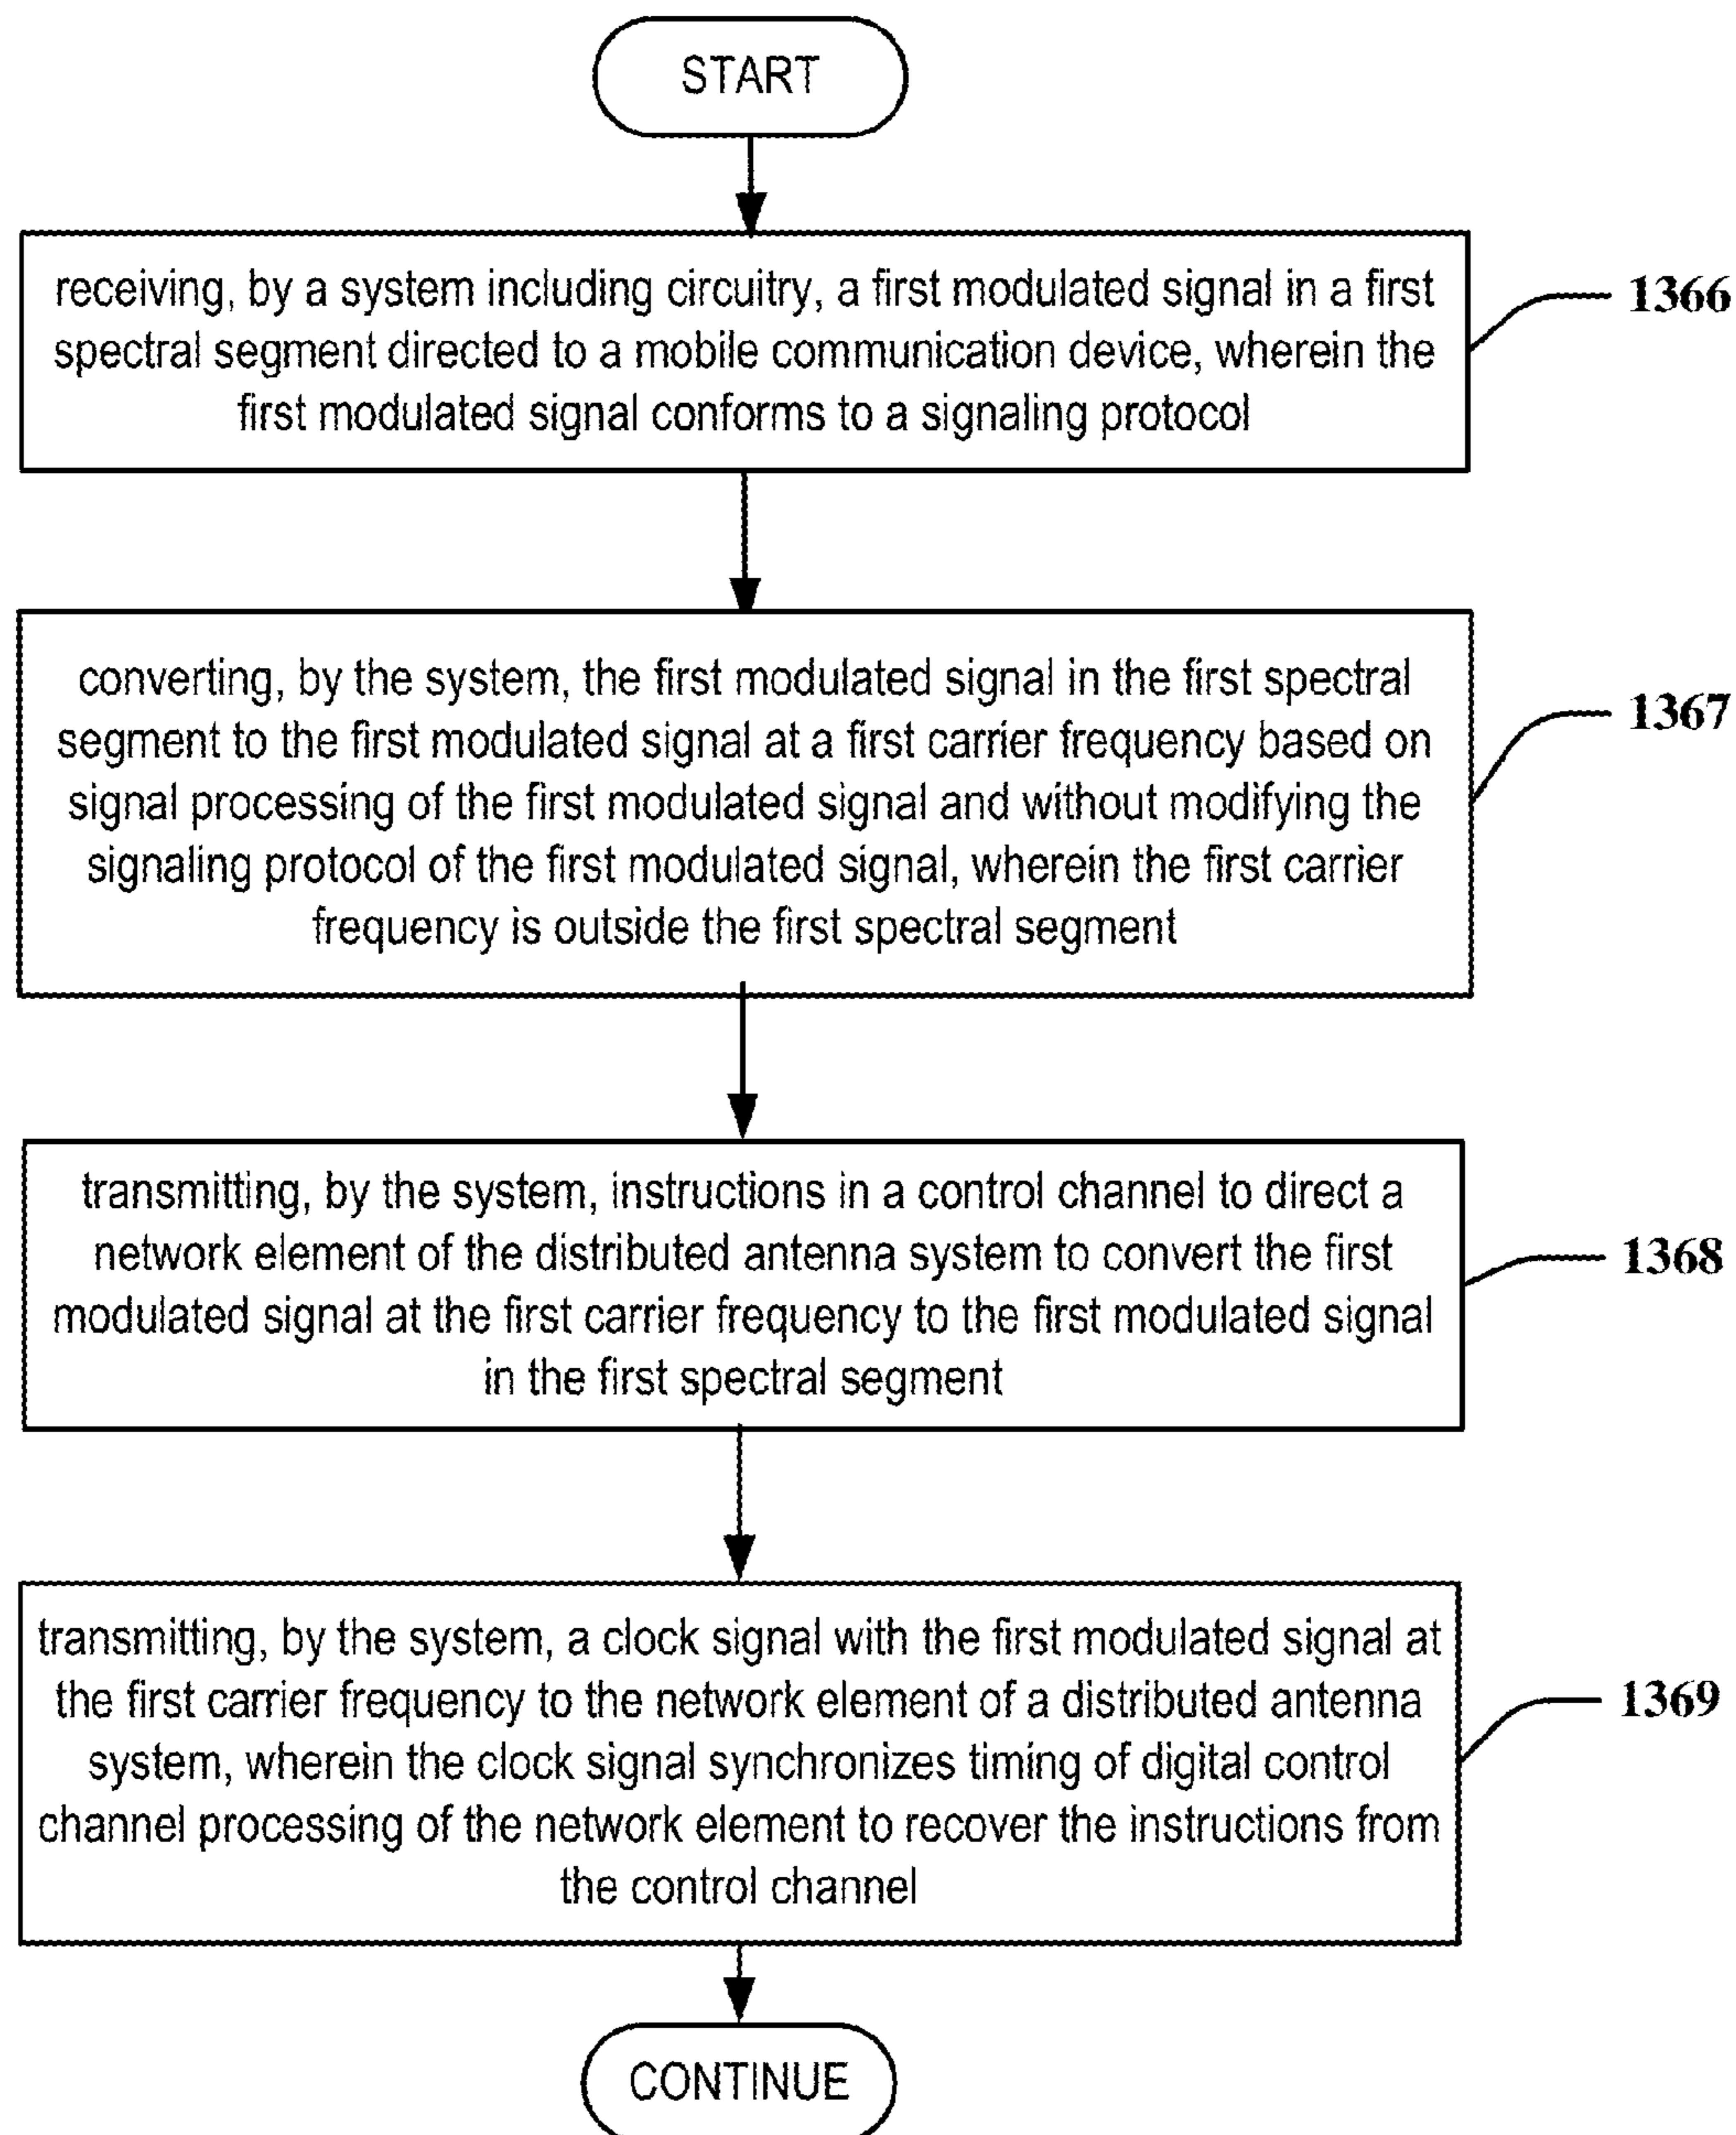 START
receiving, by a system including circuitry, a first modulated signal in a first
spectral segment directed to a mobile communication device, wherein the
first modulated signal conforms to a signaling protocol
1366
converting, by the system, the first modulated signal in the first spectral
segment to the first modulated signal at a first carrier frequency based on
signal processing of the first modulated signal and without modifying the
signaling protocol of the first modulated signal, wherein the first carrier
frequency is outside the first spectral segment
1367
transmitting, by the system, instructions in a control channel to direct a
network element of the distributed antenna system to convert the first
modulated signal at the first carrier frequency to the first modulated signal
in the first spectral segment
1368
transmitting, by the system, a clock signal with the first modulated signal at
the first carrier frequency to the network element of a distributed antenna
system, wherein the clock signal synchronizes timing of digital control
channel processing of the network element to recover the instructions from
the control channel
1369
CONTINUE